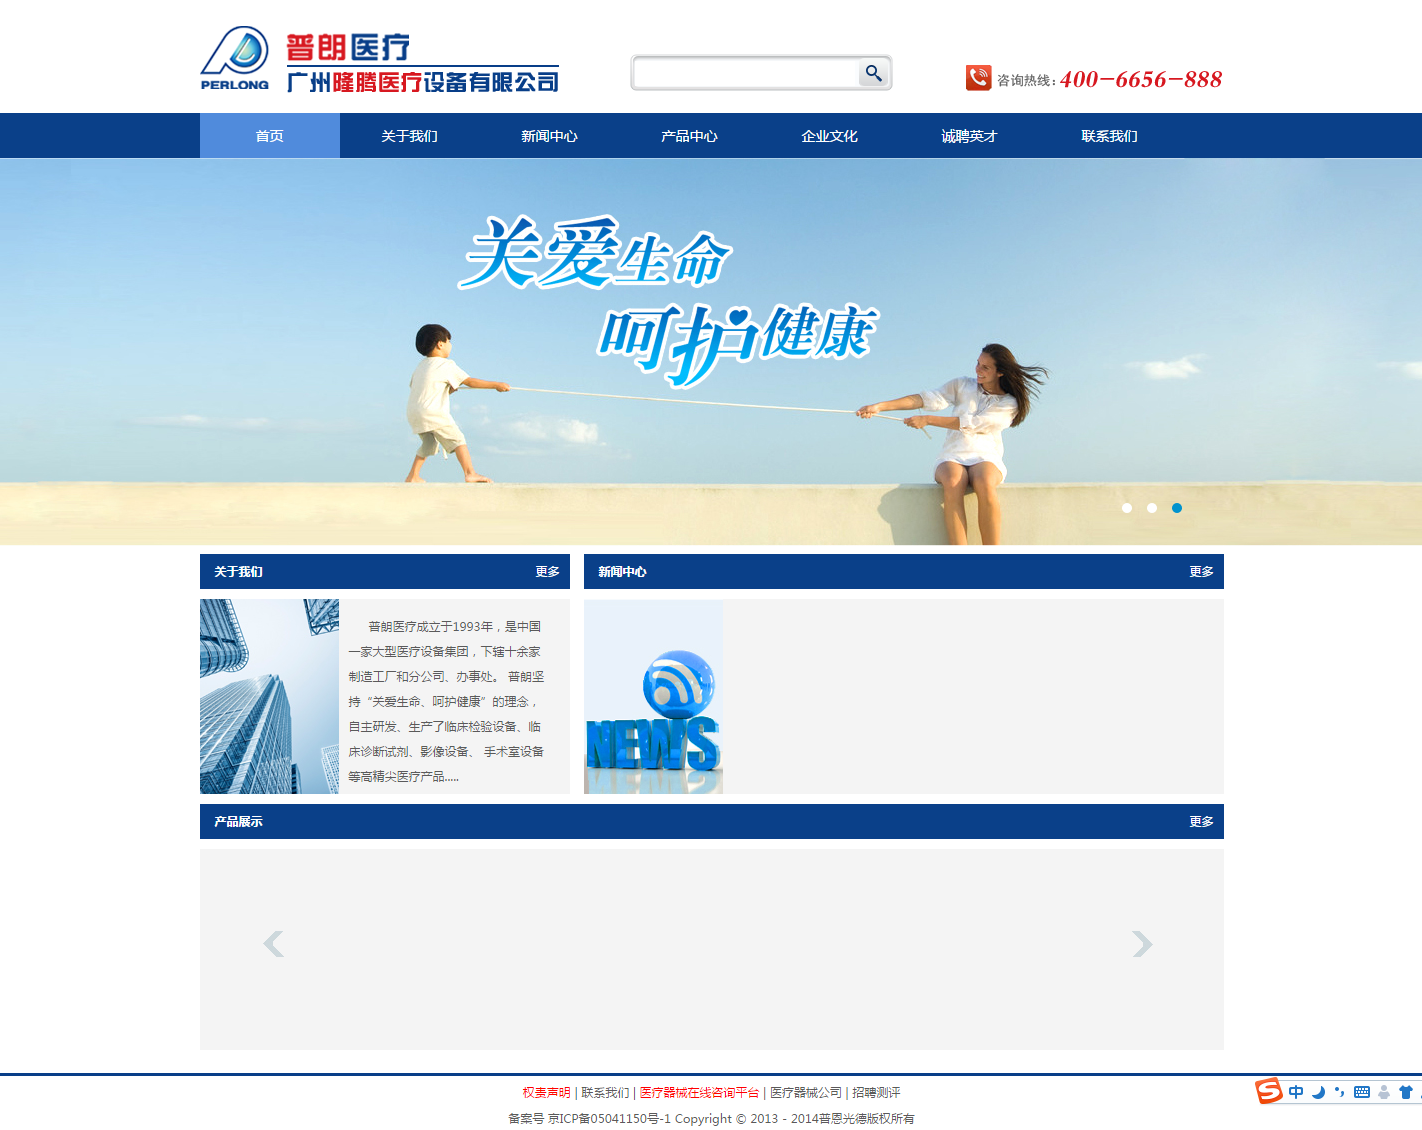 普朗医疗
PERLONG
广州隆腾医疗设备有限公司
咨询热线:400-6656-888
首页 关于我们 新闻中心 产品中心 企业文化 诚聘英才 联系我们
关爱生命
呵护健康
关于我们 更多
新闻中心 更多
普朗医疗成立于1993年，是中国
一家大型医疗设备集团，下辖十余家
制造工厂和分公司、办事处。 普朗坚
持“关爱生命、呵护健康”的理念，
自主研发、生产了临床检验设备、临
床诊断试剂、影像设备、 手术室设备
等高精尖医疗产品.....
NEWS
产品展示 更多
权责声明 | 联系我们 | 医疗器械在线咨询平台 | 医疗器械公司 | 招聘测评
中
备案号 京ICP备05041150号-1 Copyright © 2013 - 2014普恩光德版权所有